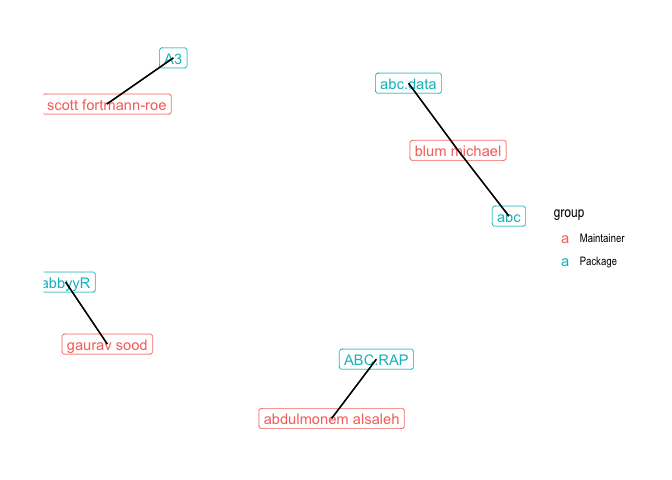 A3
abc.data
scott fortmann-roe
blum michael
group
abc
a Maintainer
a Package
abbyyR
gaurav sood
ABC.RAP
abdulmonem alsaleh